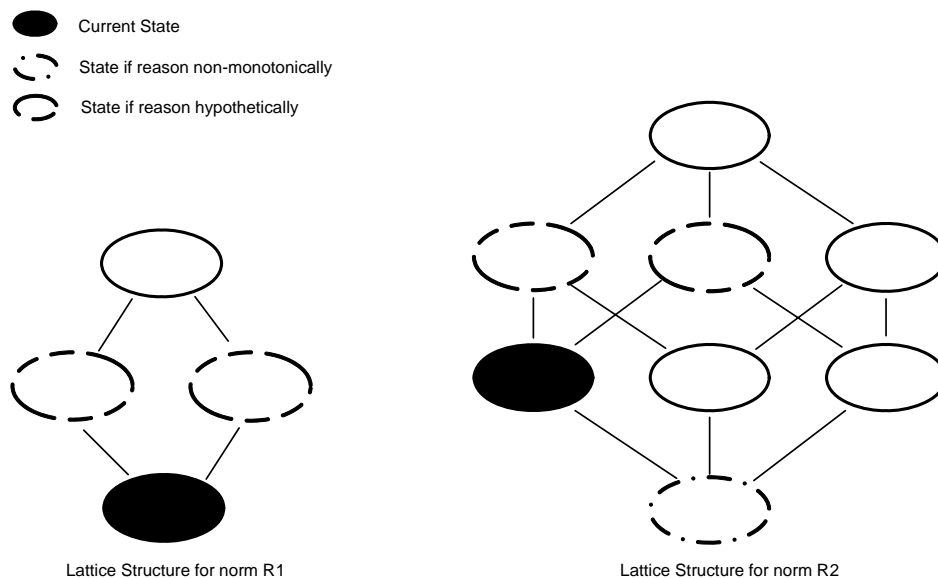 Current State
State if reason non-monotonically
State if reason hypothetically
Lattice Structure for norm R1
Lattice Structure for norm R2